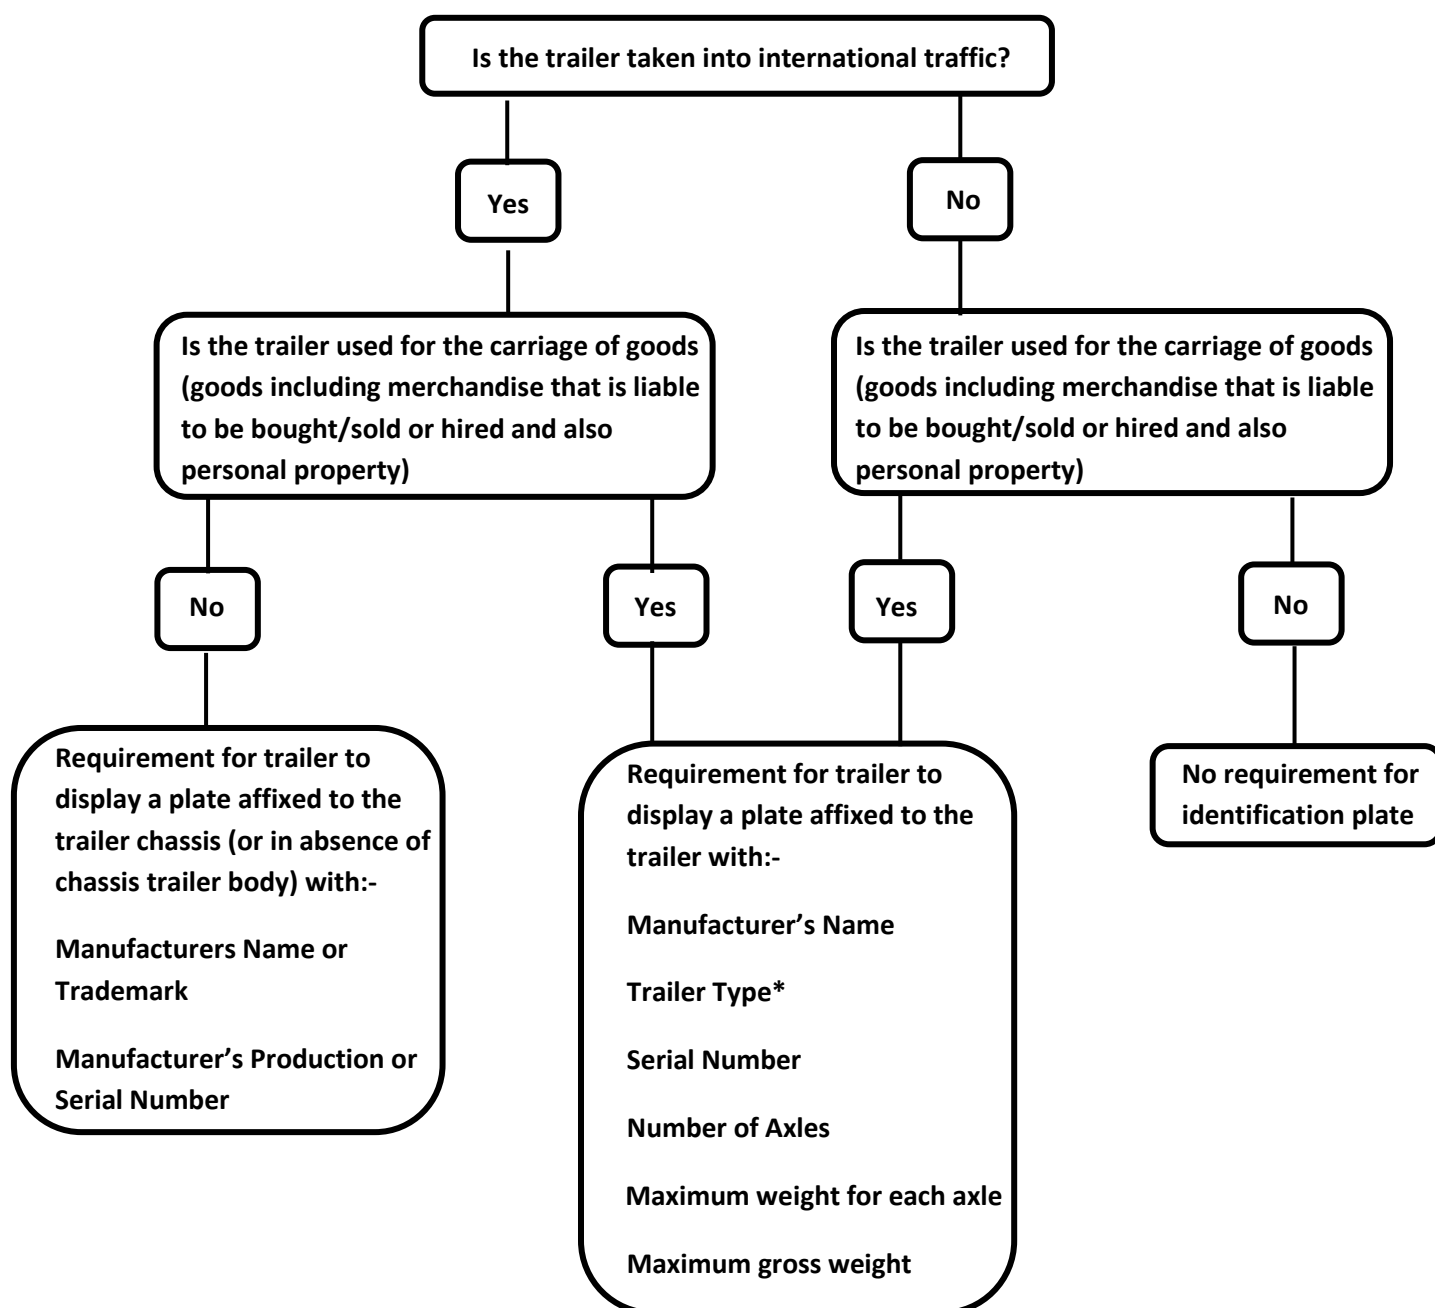 Is the trailer taken into international traffic?
Yes
No
Is the trailer used for the carriage of goods
(goods including merchandise that is liable
to be bought/sold or hired and also
personal property)
Is the trailer used for the carriage of goods
(goods including merchandise that is liable
to be bought/sold or hired and also
personal property)
No
Yes
Yes
No
Requirement for trailer to
display a plate affixed to the
trailer chassis (or in absence of
chassis trailer body) with:-
Manufacturers Name or
Trademark
Manufacturer’s Production or
Serial Number
Requirement for trailer to
display a plate affixed to the
trailer with:-
Manufacturer’s Name
Trailer Type*
Serial Number
Number of Axles
Maximum weight for each axle
Maximum gross weight
No requirement for
identification plate